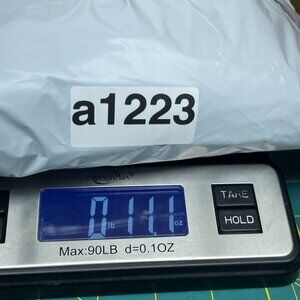 a1223
TARE
0 lb 11.1 oz
HOLD
Max:90LB d=0.1OZ